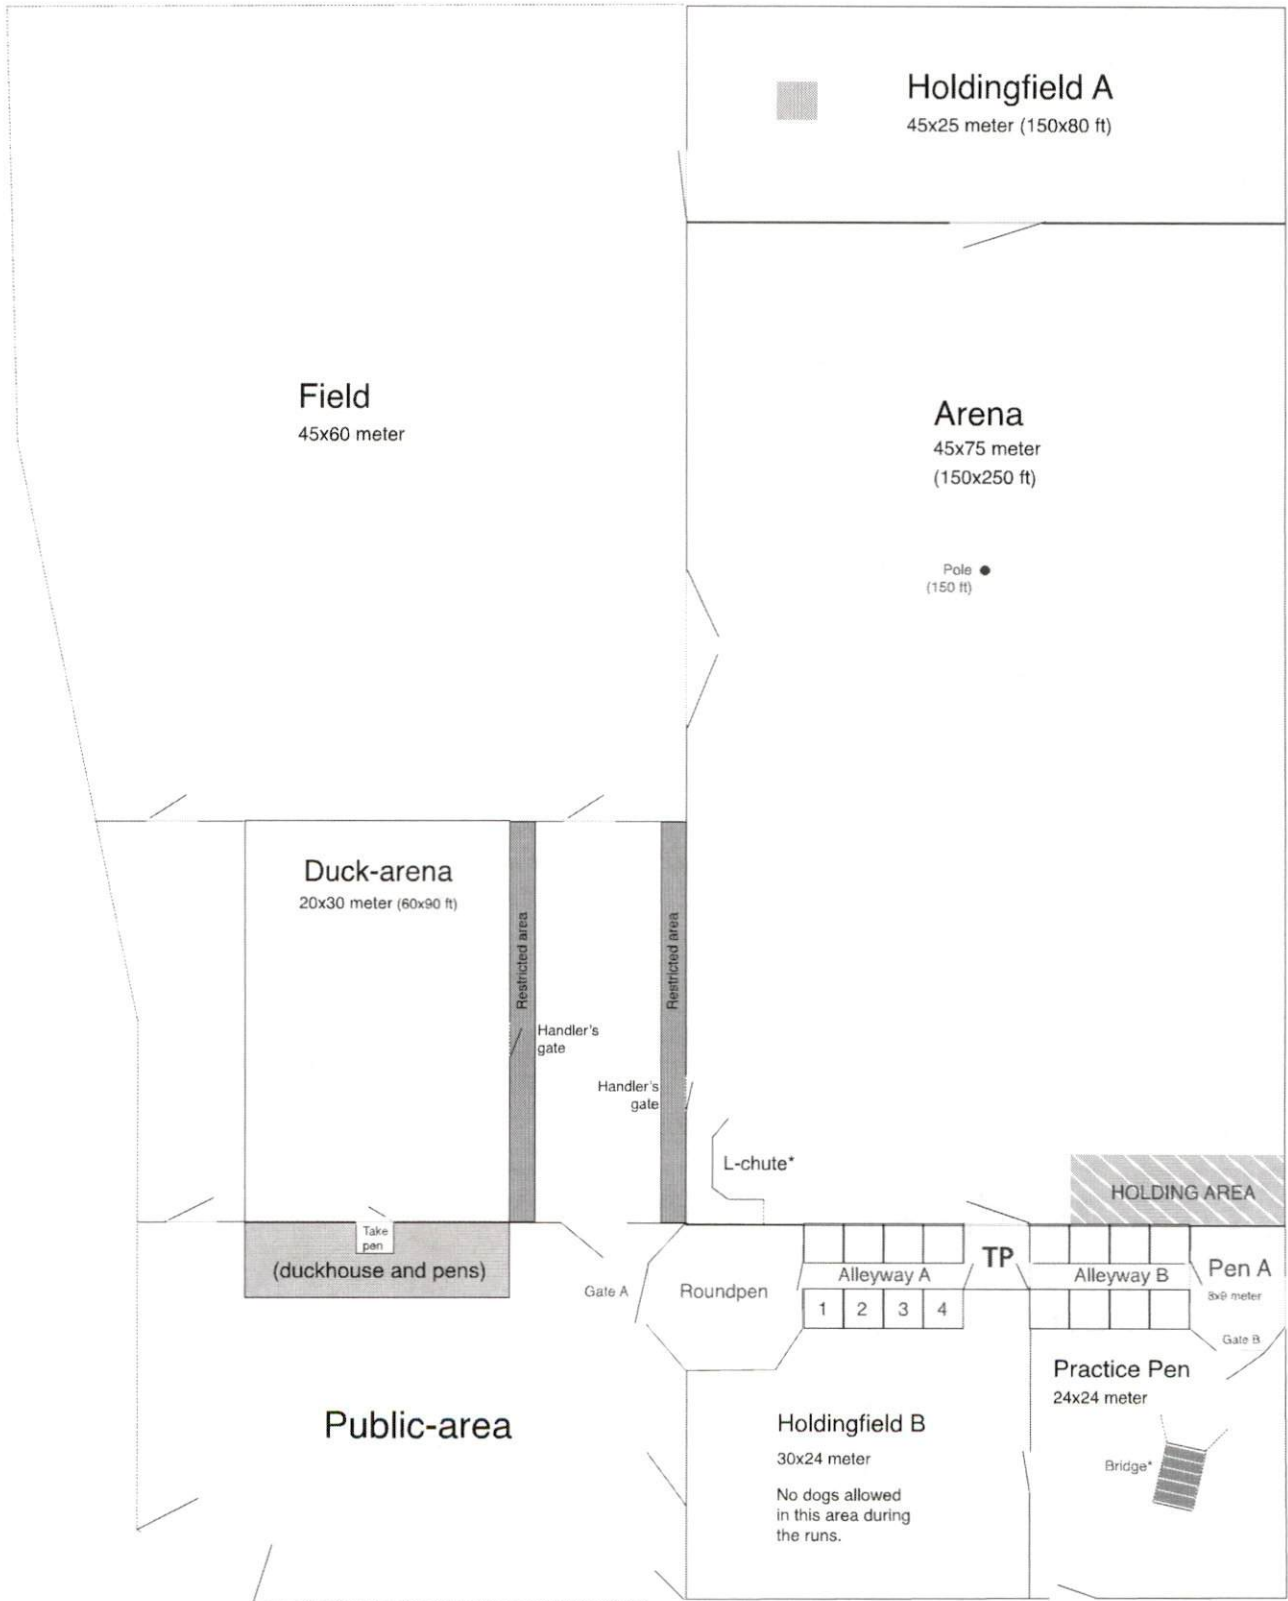 Holdingfield A
45x25 meter (150x80 ft)
Field
45x60 meter
Arena
45x75 meter
(150x250 ft)
Pole
(150 ft)
Duck-arena
20x30 meter (60x90 ft)
Restricted area
Restricted area
Handler's
gate
Handler's
gate
L-chute*
HOLDING AREA
Take
pen
(duckhouse and pens)
Gate A
Roundpen
Alleyway A
1 2 3 4
TP
Alleyway B
Pen A
8x9 meter
Gate B
Public-area
Holdingfield B
30x24 meter
No dogs allowed
in this area during
the runs.
Practice Pen
24x24 meter
Bridge*